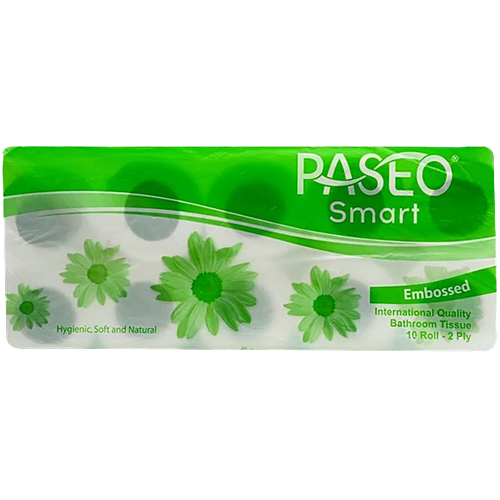 PASEO®
Smart
Embossed
International Quality
Bathroom Tissue
10 Roll - 2 Ply
Hygienic, Soft and Natural